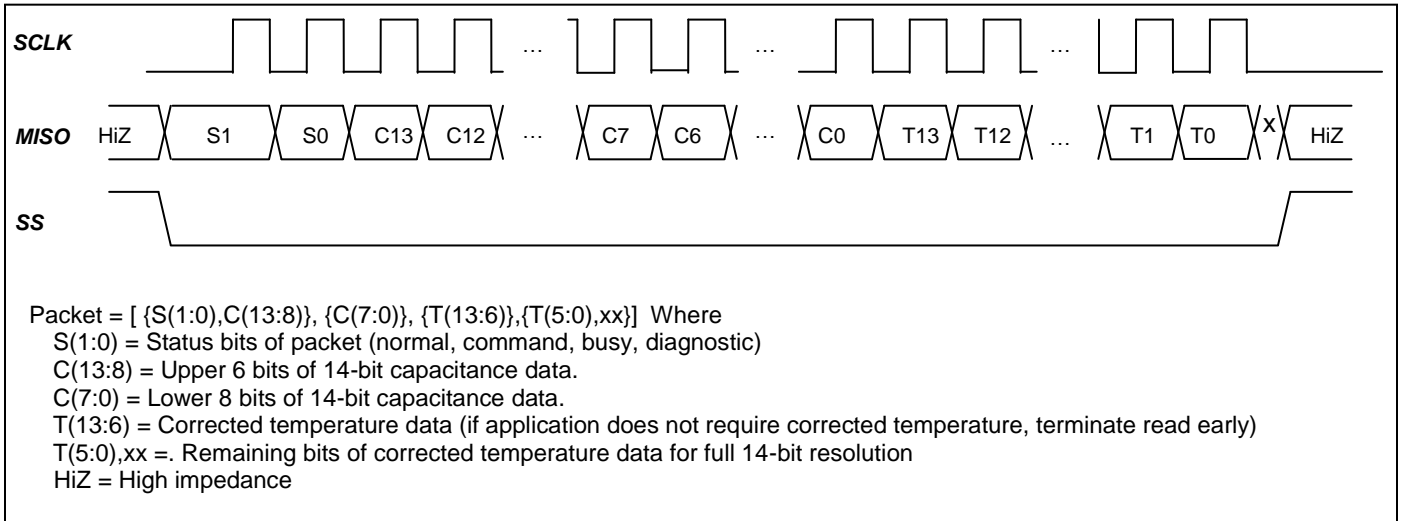 SCLK ... ... ...
MISO HiZ S1 S0 C13 C12 ... C7 C6 ... C0 T13 T12 ... T1 T0 x HiZ
SS
Packet = [ {S(1:0),C(13:8)}, {C(7:0)}, {T(13:6)},{T(5:0),xx}] Where
S(1:0) = Status bits of packet (normal, command, busy, diagnostic)
C(13:8) = Upper 6 bits of 14-bit capacitance data.
C(7:0) = Lower 8 bits of 14-bit capacitance data.
T(13:6) = Corrected temperature data (if application does not require corrected temperature, terminate read early)
T(5:0),xx =. Remaining bits of corrected temperature data for full 14-bit resolution
HiZ = High impedance